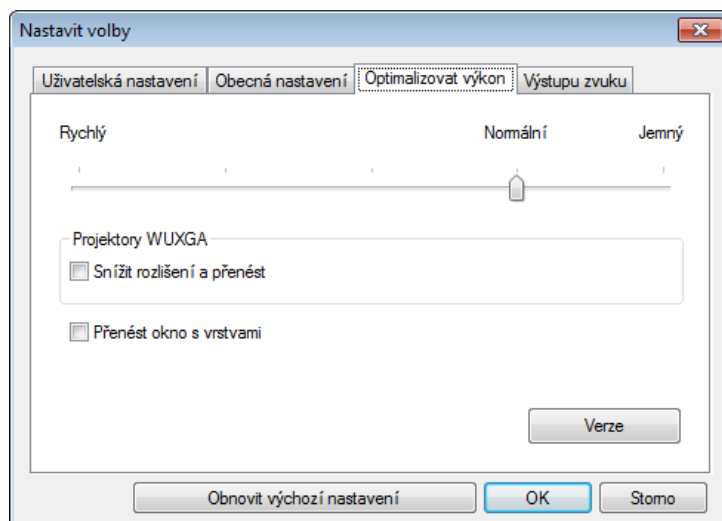 Nastavit volby
Uživatelská nastavení Obecná nastavení Optimalizovat výkon Výstupu zvuku
Rychlý Normální Jemný
Projektory WUXGA
Snížit rozlišení a přenést
Přenést okno s vrstvami
Verze
Obnovit výchozí nastavení OK Storno